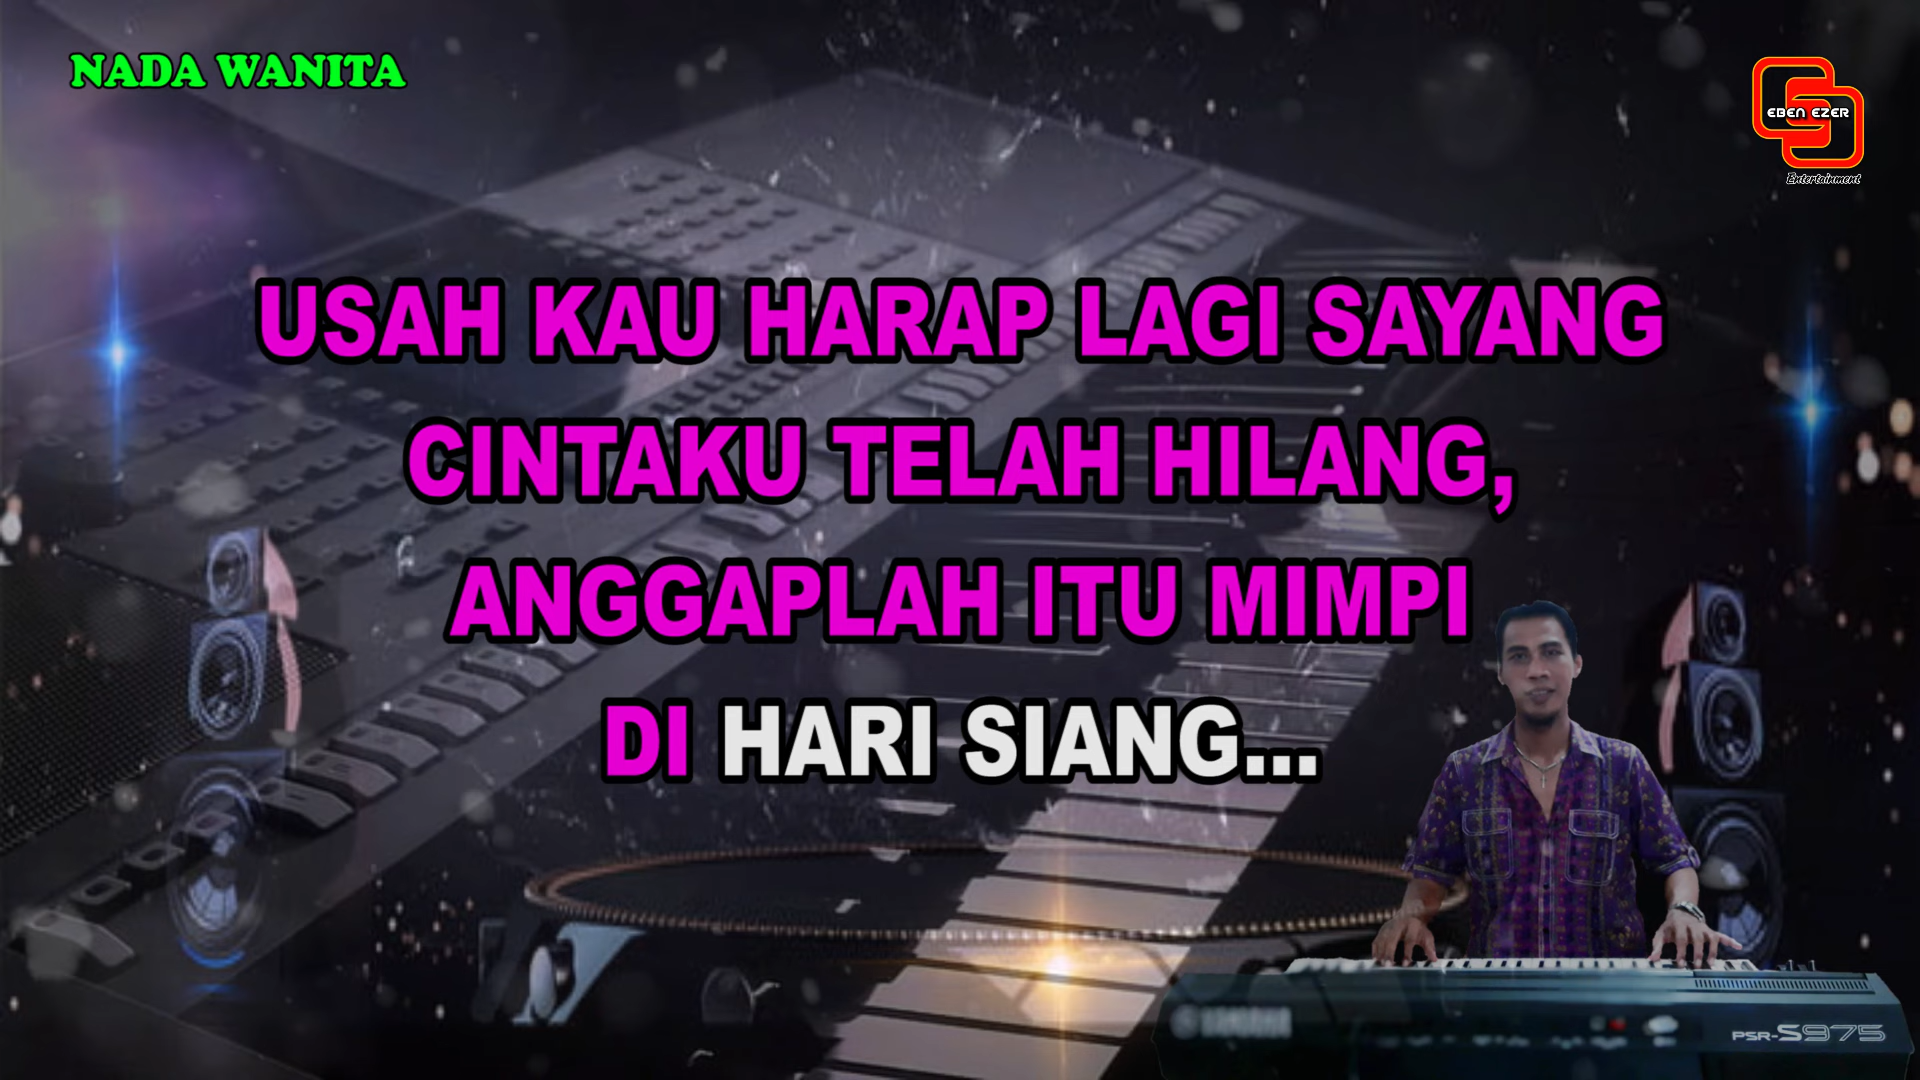 NADA WANITA
EBEN EZER
Entertainment
USAH KAU HARAP LAGI SAYANG
CINTAKU TELAH HILANG,
ANGGAPLAH ITU MIMPI
DI HARI SIANG...
YAMAHA
PSR-S975